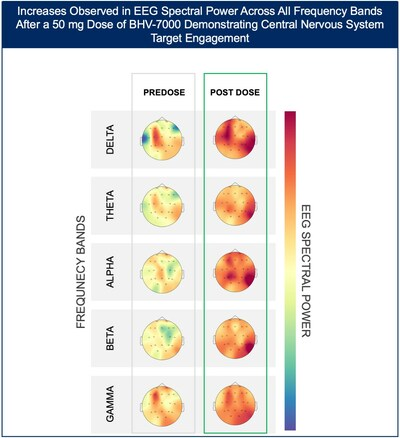 Increases Observed in EEG Spectral Power Across All Frequency Bands
After a 50 mg Dose of BHV-7000 Demonstrating Central Nervous System
Target Engagement
PREDOSE
POST DOSE
FREQUNECY BANDS
DELTA
THETA
ALPHA
BETA
GAMMA
EEG SPECTRAL POWER